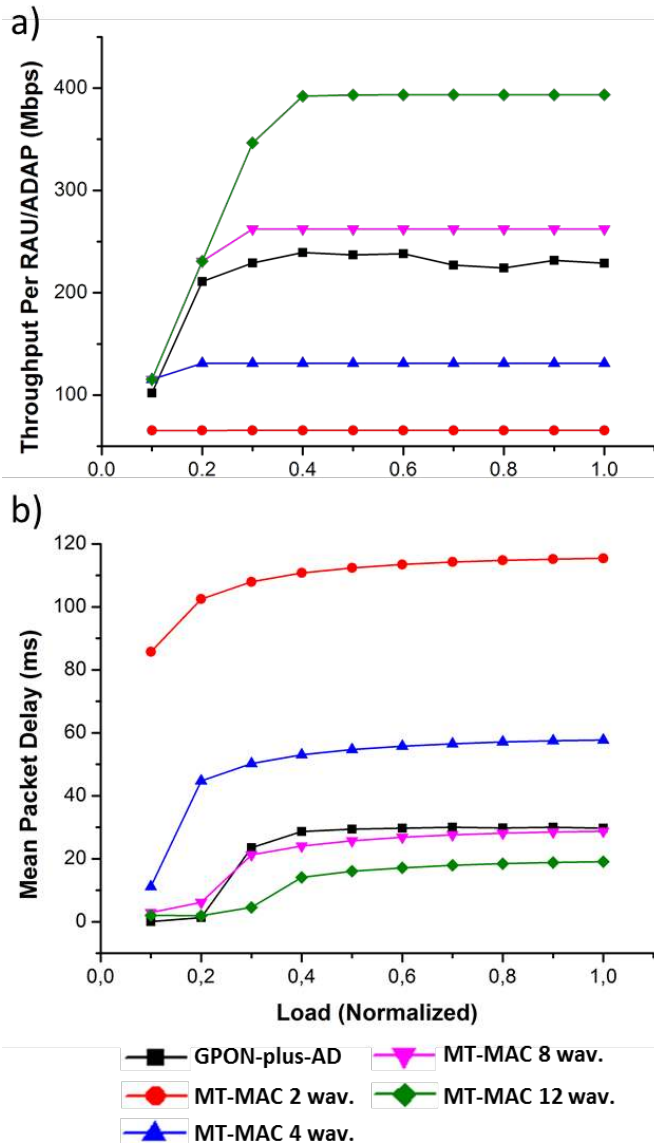 a)
Throughput Per RAU/ADAP (Mbps)
400
300
200
100
0.0 0.2 0.4 0.6 0.8 1.0
b)
Mean Packet Delay (ms)
120
100
80
60
40
20
0
0,0 0,2 0,4 0,6 0,8 1,0
Load (Normalized)
GPON-plus-AD MT-MAC 8 wav.
MT-MAC 2 wav. MT-MAC 12 wav.
MT-MAC 4 wav.